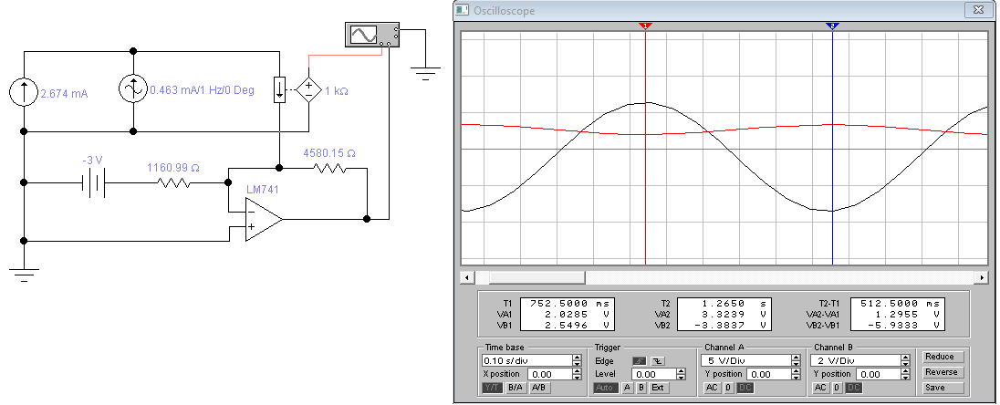 Oscilloscope
1
2
2.674 mA
0.463 mA/1 Hz/0 Deg
1 kΩ
-3 V
1160.99 Ω
4580.15 Ω
LM741
T1 752.5000 ms T2 1.2650 s T2-T1 512.5000 ms
VA1 2.0285 V VA2 3.3239 V VA2-VA1 1.2955 V
VB1 2.5496 V VB2 -3.3837 V VB2-VB1 -5.9333 V
Time base Trigger Channel A Channel B
0.10 s/div Edge 5 V/Div 2 V/Div Reduce
X position 0.00 Level 0.00 Y position 0.00 Y position 0.00 Reverse
Y/T B/A A/B Auto A B Ext AC 0 DC AC 0 DC Save